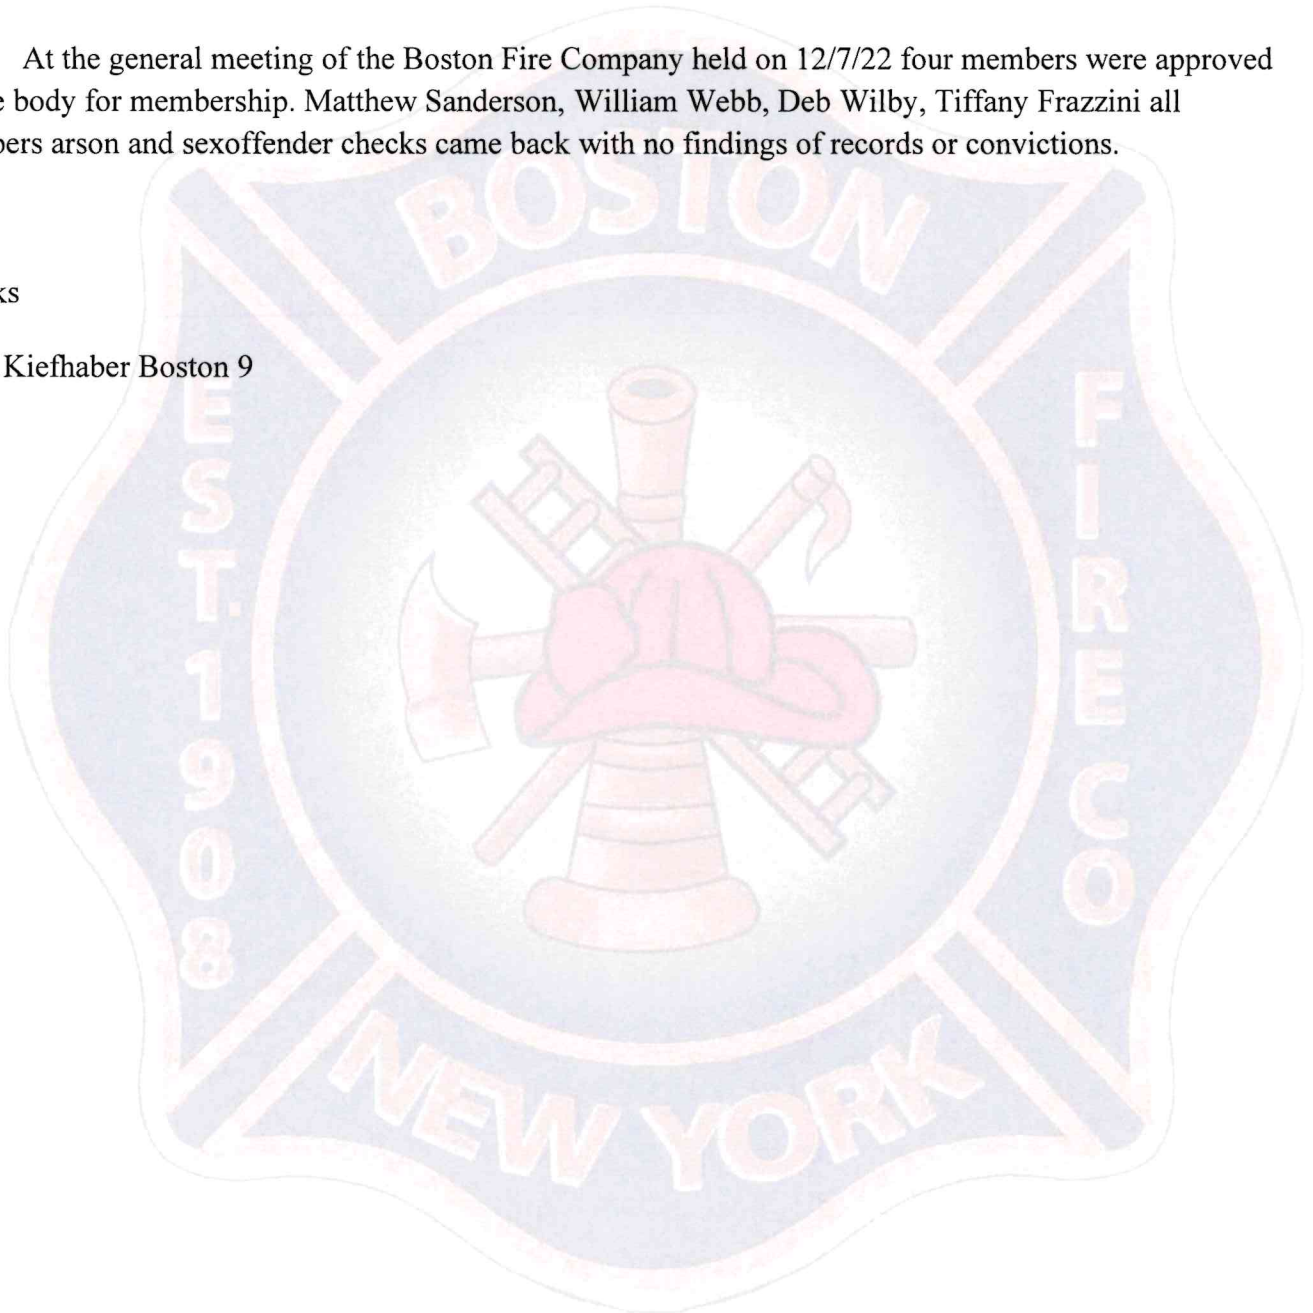 At the general meeting of the Boston Fire Company held on 12/7/22 four members were approved
body for membership. Matthew Sanderson, William Webb, Deb Wilby, Tiffany Frazzini all
arson and sexoffender checks came back with no findings of records or convictions.
Kiefhaber Boston 9
BOSTON
EST. 1908
FIRE CO
NEW YORK